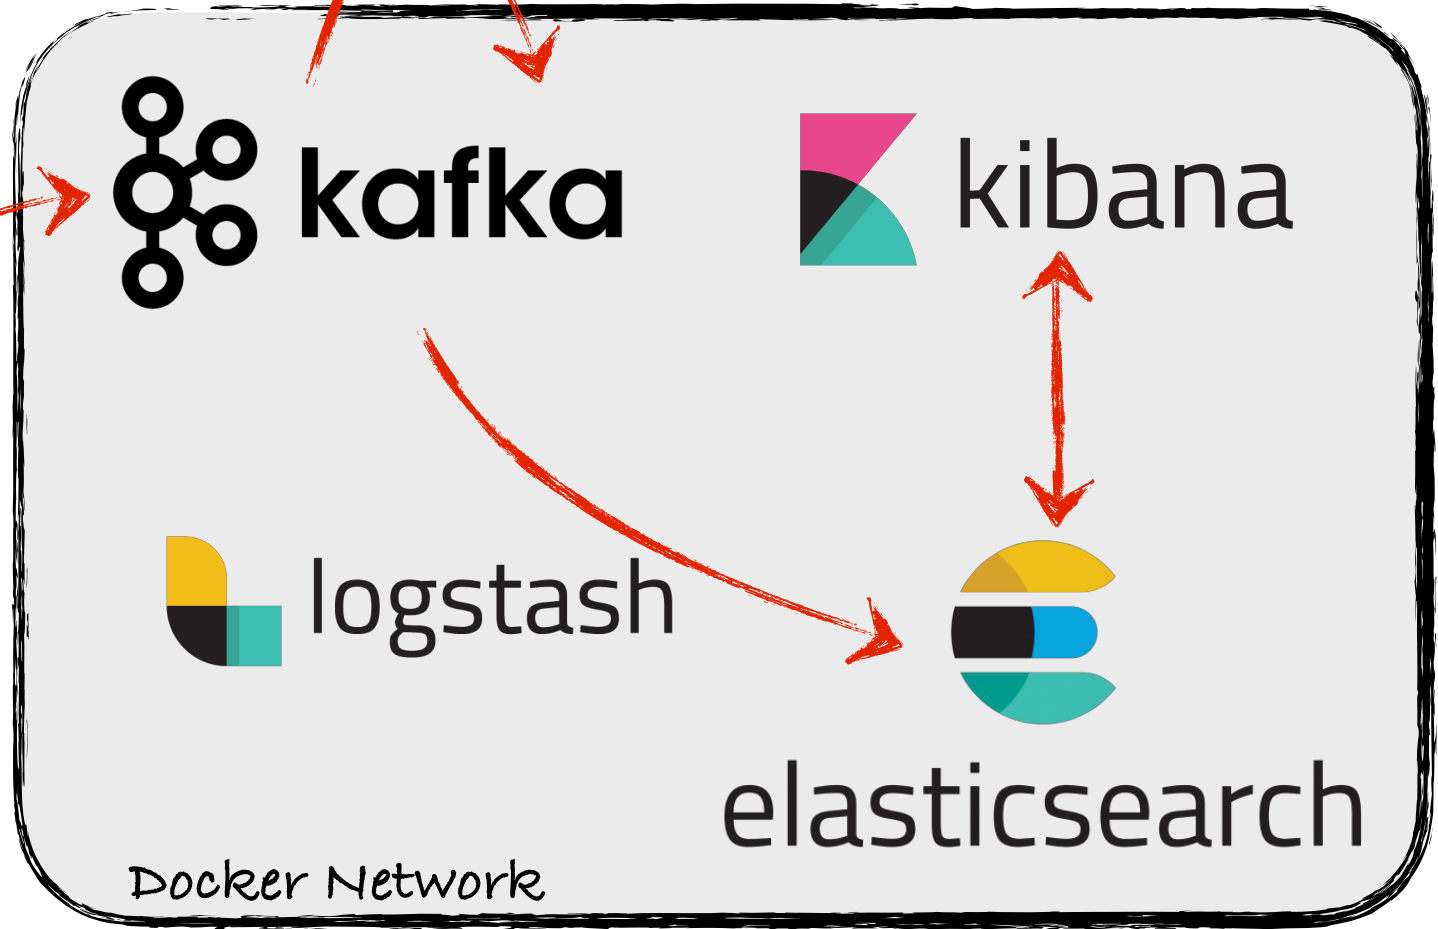 kafka
kibana
logstash
elasticsearch
Docker Network